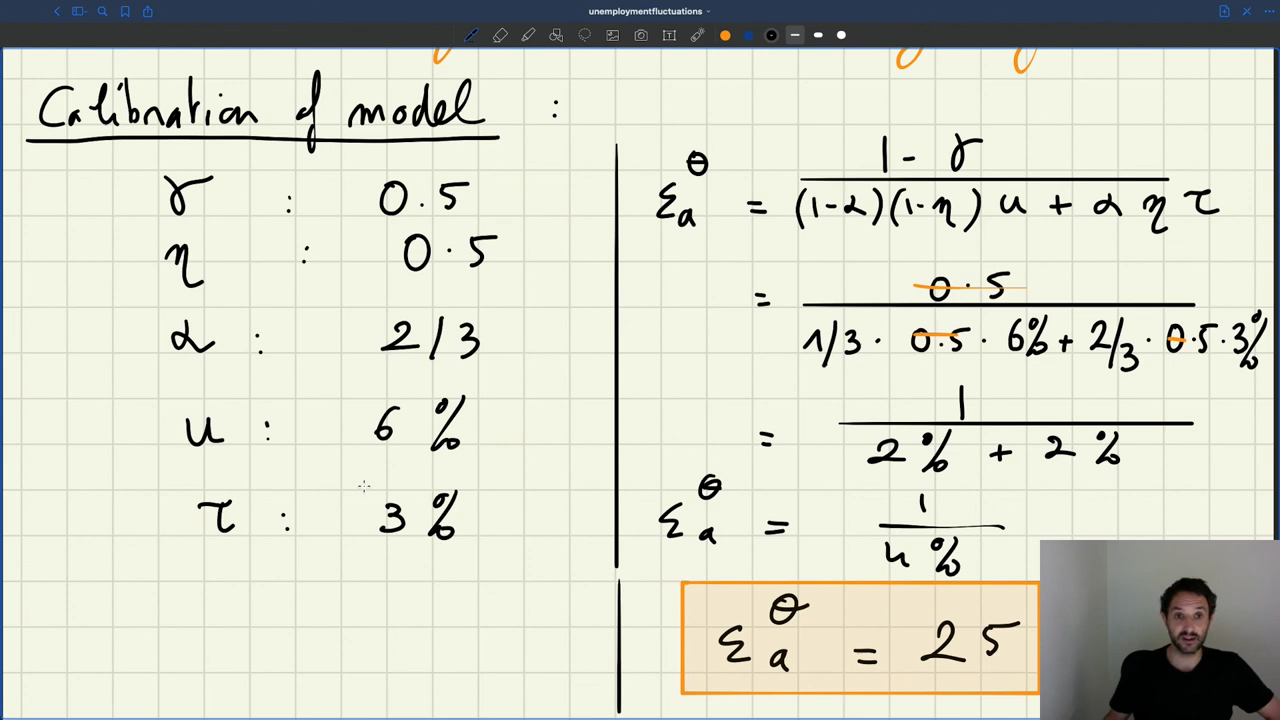 unemploymentfluctuations
Calibration of model :
γ : 0.5
η : 0.5
α : 2/3
u : 6 %
τ : 3 %
ε_a^θ = (1 - γ) / ((1-α)(1-η) u + α η τ)
= 0.5 / (1/3 · 0.5 · 6% + 2/3 · 0.5 · 3%)
= 1 / (2 % + 2 %)
ε_a^θ = 1 / 4 %
ε_a^θ = 25